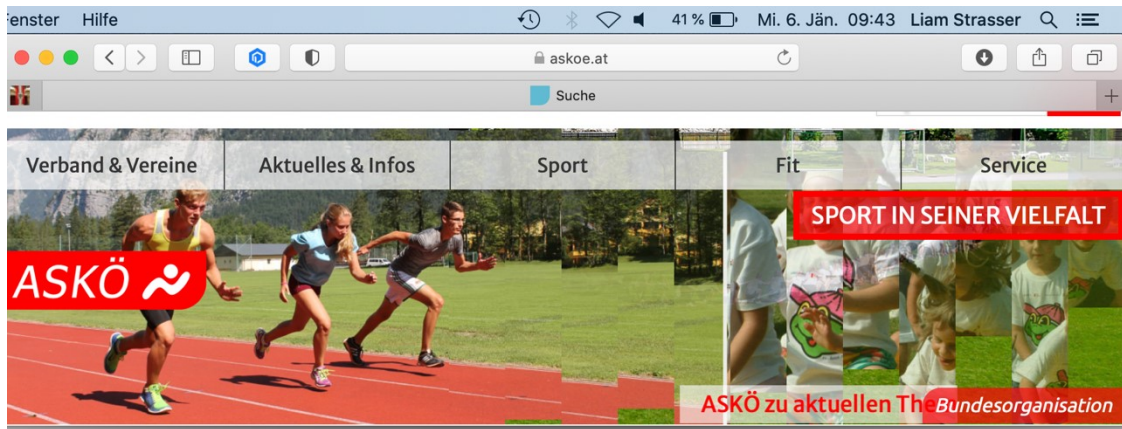 Fenster Hilfe 41 % Mi. 6. Jän. 09:43 Liam Strasser
askoe.at
Suche
Verband & Vereine Aktuelles & Infos Sport Fit Service
SPORT IN SEINER VIELFALT
ASKÖ
ASKÖ zu aktuellen The
Bundesorganisation